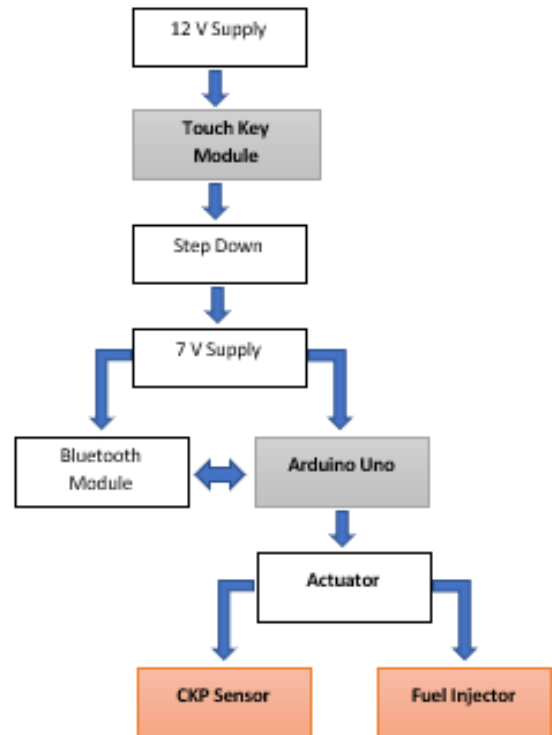 12 V Supply
Touch Key
Module
Step Down
7 V Supply
Bluetooth
Module
Arduino Uno
Actuator
CKP Sensor
Fuel Injector